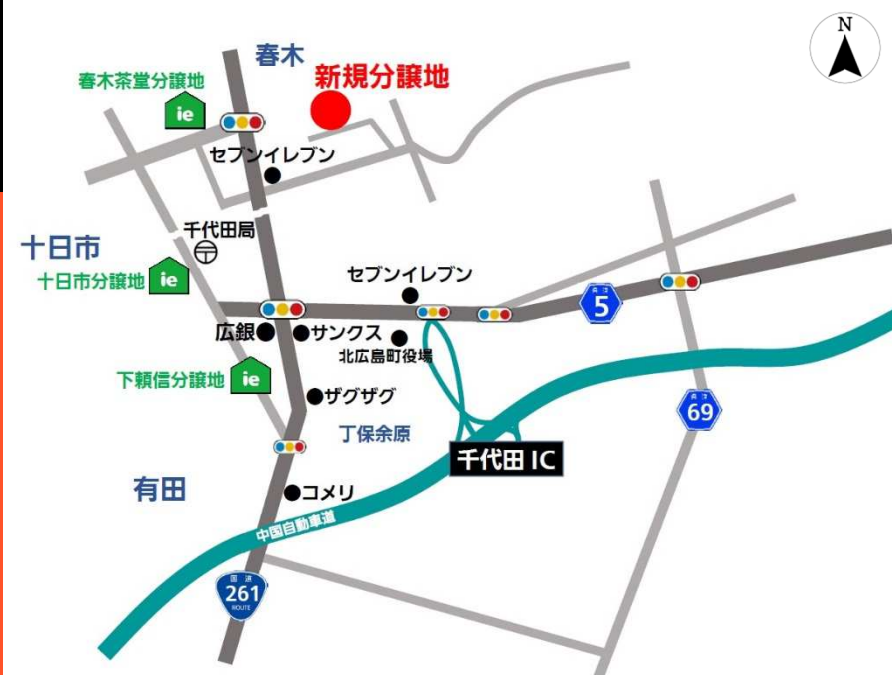 N
春木
新規分譲地
春木茶堂分譲地
ie
セブンイレブン
千代田局
十日市
十日市分譲地
ie
セブンイレブン
5
広銀
サンクス
北広島町役場
下頼信分譲地
ie
ザグザグ
69
丁保余原
千代田 IC
有田
コメリ
中国自動車道
国道
261
ROUTE